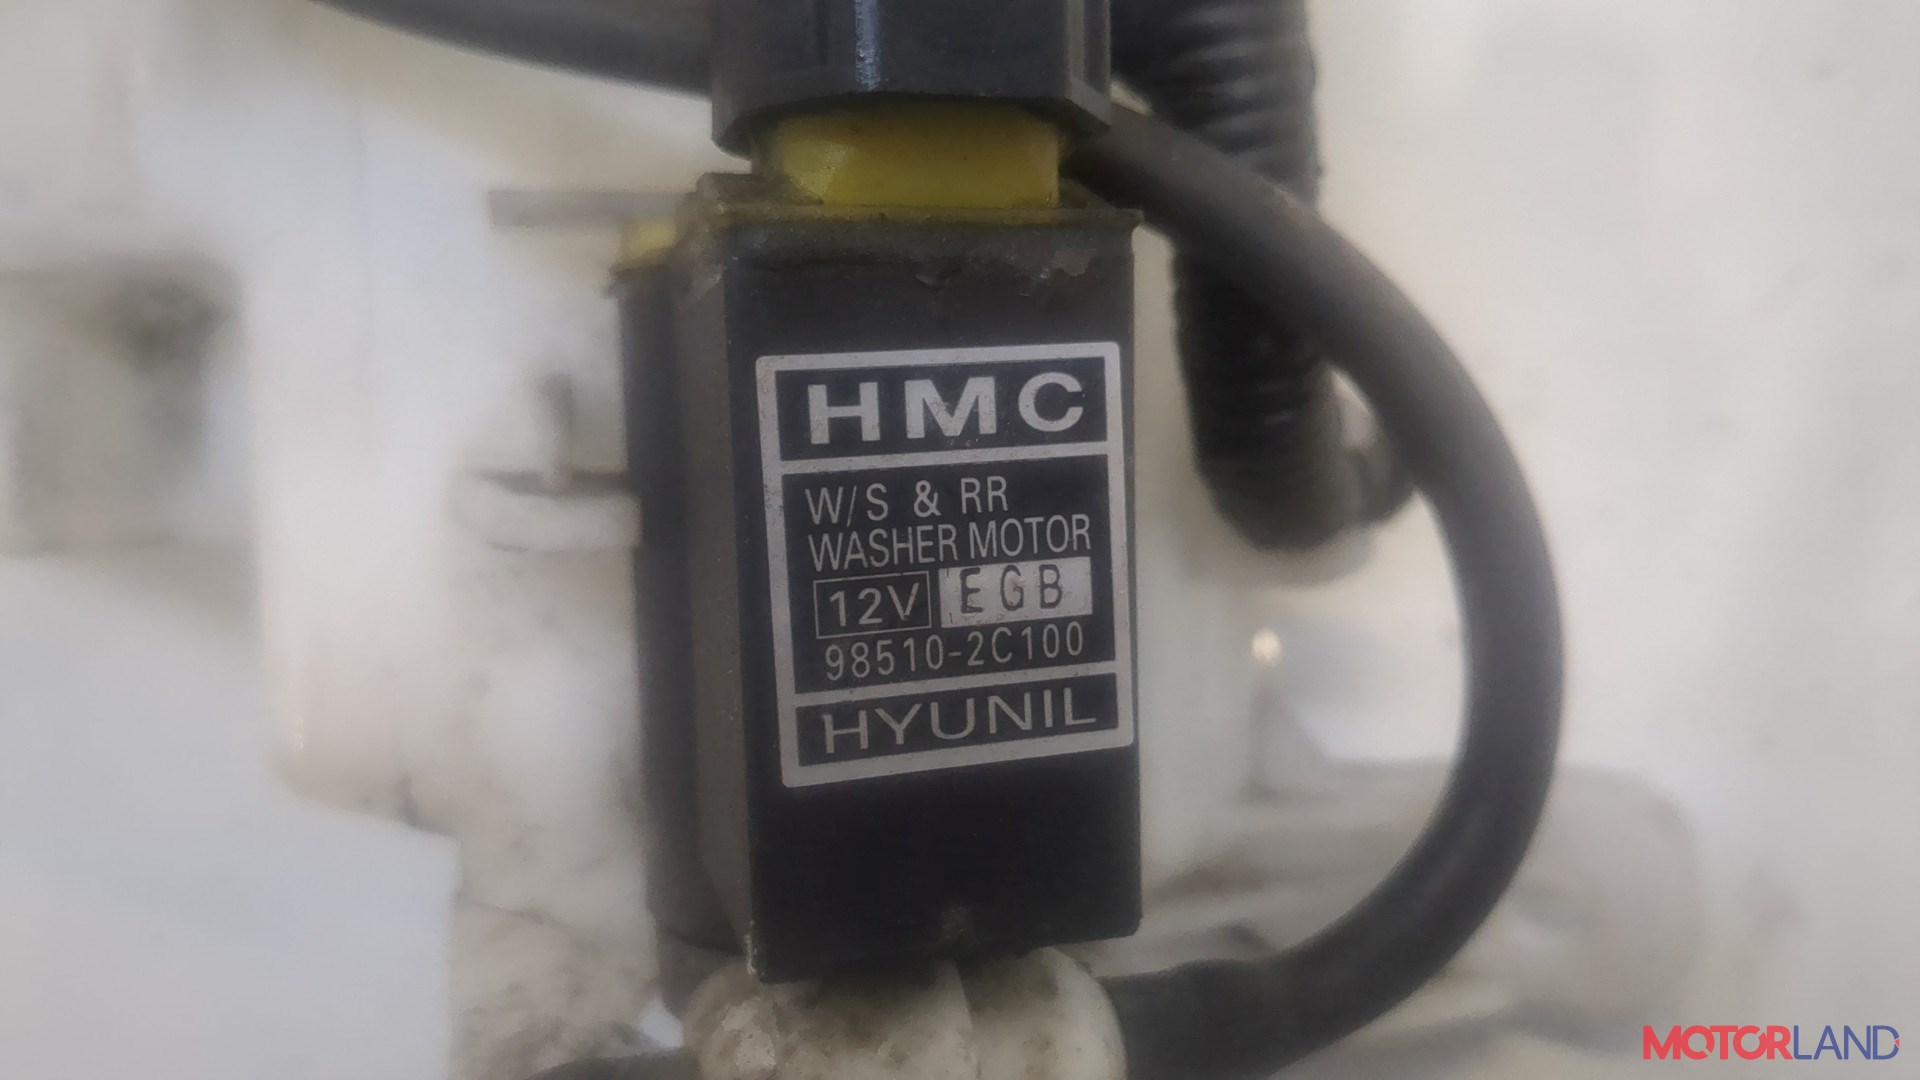 HMC
W/S & RR
WASHER MOTOR
12V EGB
98510-2C100
HYUNIL
MOTORLAND